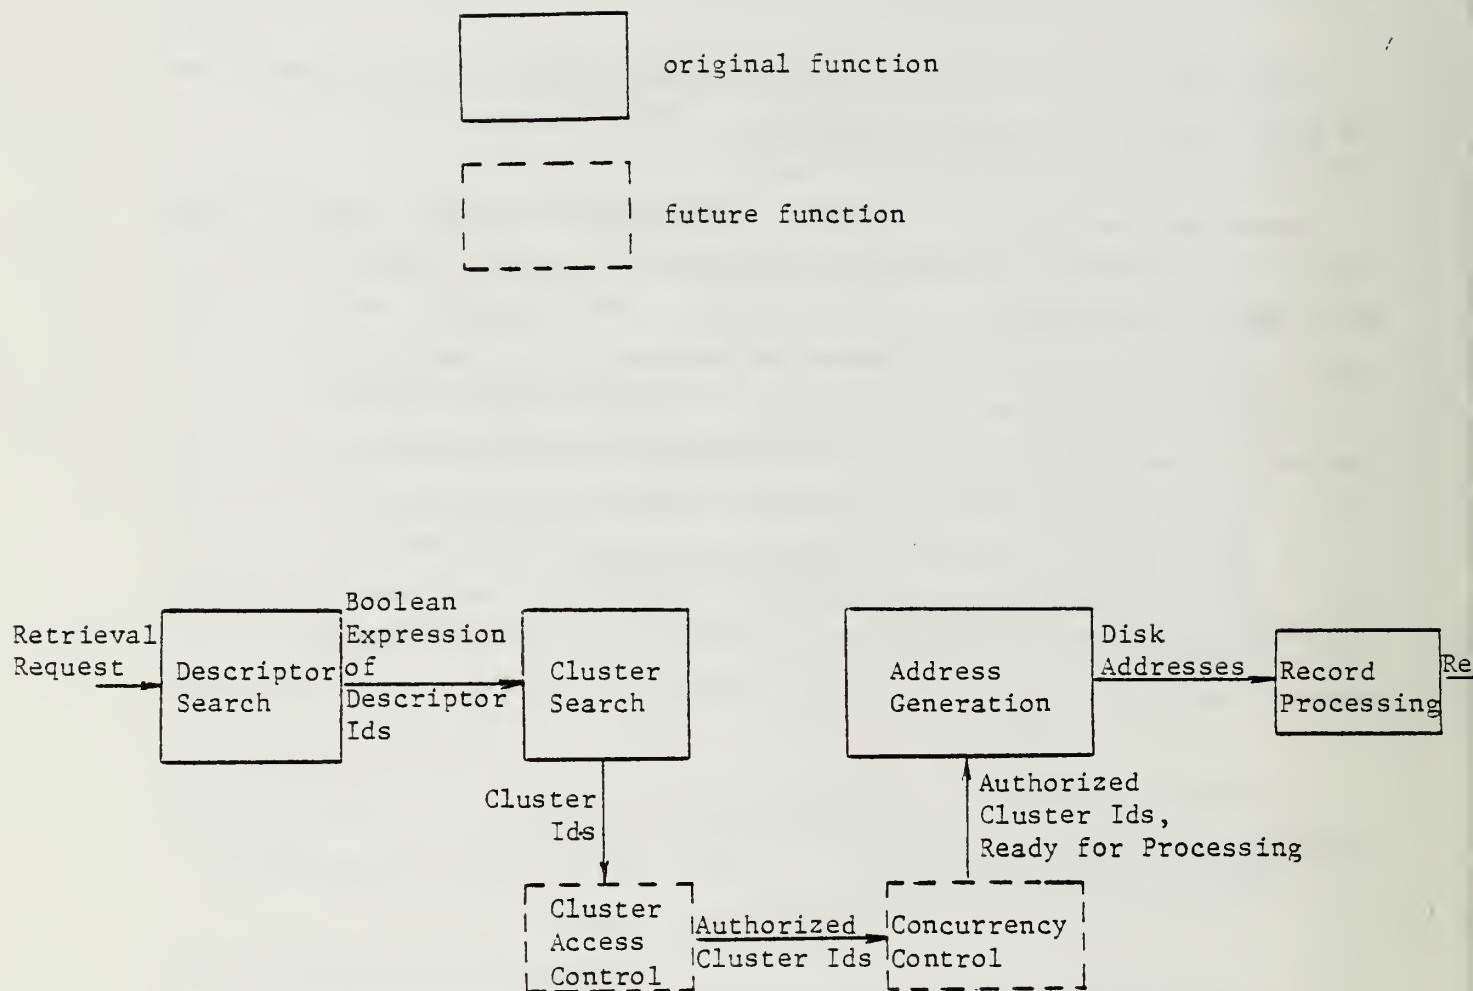 original function
future function
Retrieval
Request
Descriptor
Search
Boolean
Expression
of
Descriptor
Ids
Cluster
Search
Cluster
Ids
Cluster
Access
Control
Authorized
Cluster Ids
Concurrency
Control
Authorized
Cluster Ids,
Ready for Processing
Address
Generation
Disk
Addresses
Record
Processing
Re